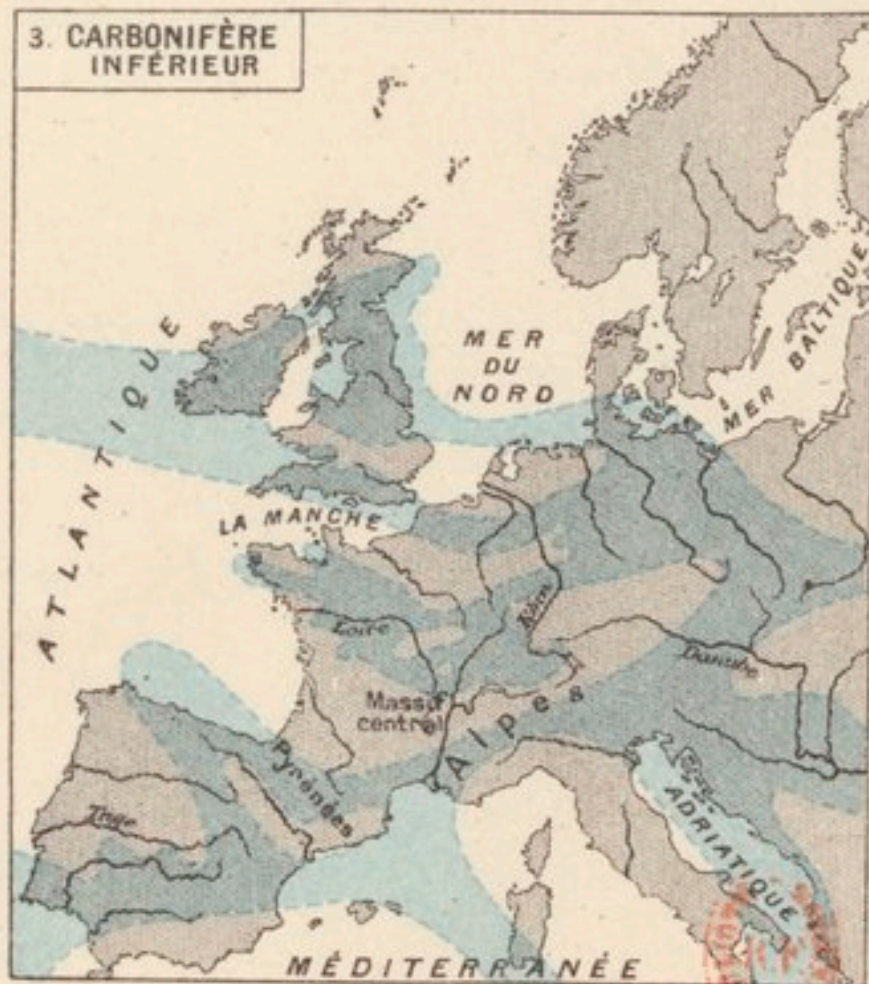 3. CARBONIFÈRE
INFÉRIEUR
MER
DU
NORD
MER BALTIQUE
ATLANTIQUE
LA MANCHE
Loire
Rhin
Danube
Massif
central
Alpes
Pyrénées
Tage
ADRIATIQUE
MÉDITERRANÉE